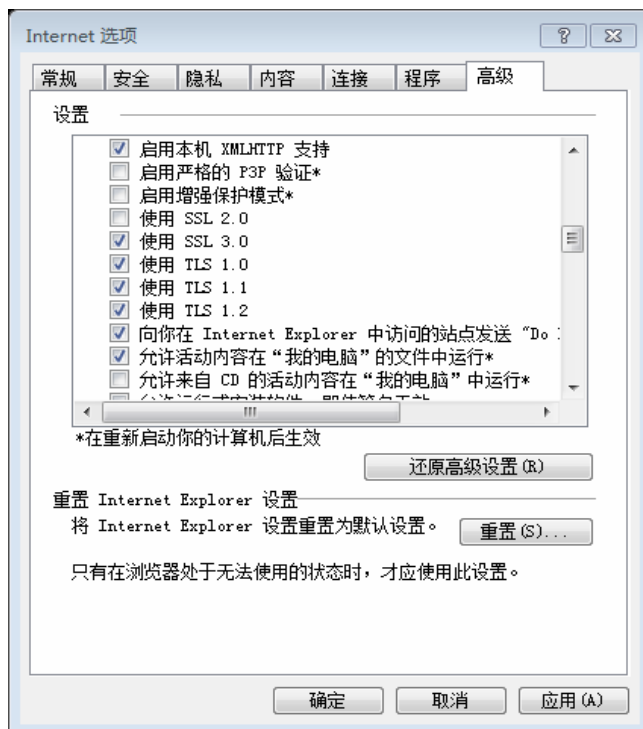 Internet 选项
常规 安全 隐私 内容 连接 程序 高级
设置
启用本机 XMLHTTP 支持
启用严格的 P3P 验证*
启用增强保护模式*
使用 SSL 2.0
使用 SSL 3.0
使用 TLS 1.0
使用 TLS 1.1
使用 TLS 1.2
向你在 Internet Explorer 中访问的站点发送 "Do
允许活动内容在“我的电脑”的文件中运行*
允许来自 CD 的活动内容在“我的电脑”中运行*
*在重新启动你的计算机后生效
还原高级设置(R)
重置 Internet Explorer 设置
将 Internet Explorer 设置重置为默认设置。 重置(S)...
只有在浏览器处于无法使用的状态时，才应使用此设置。
确定 取消 应用(A)